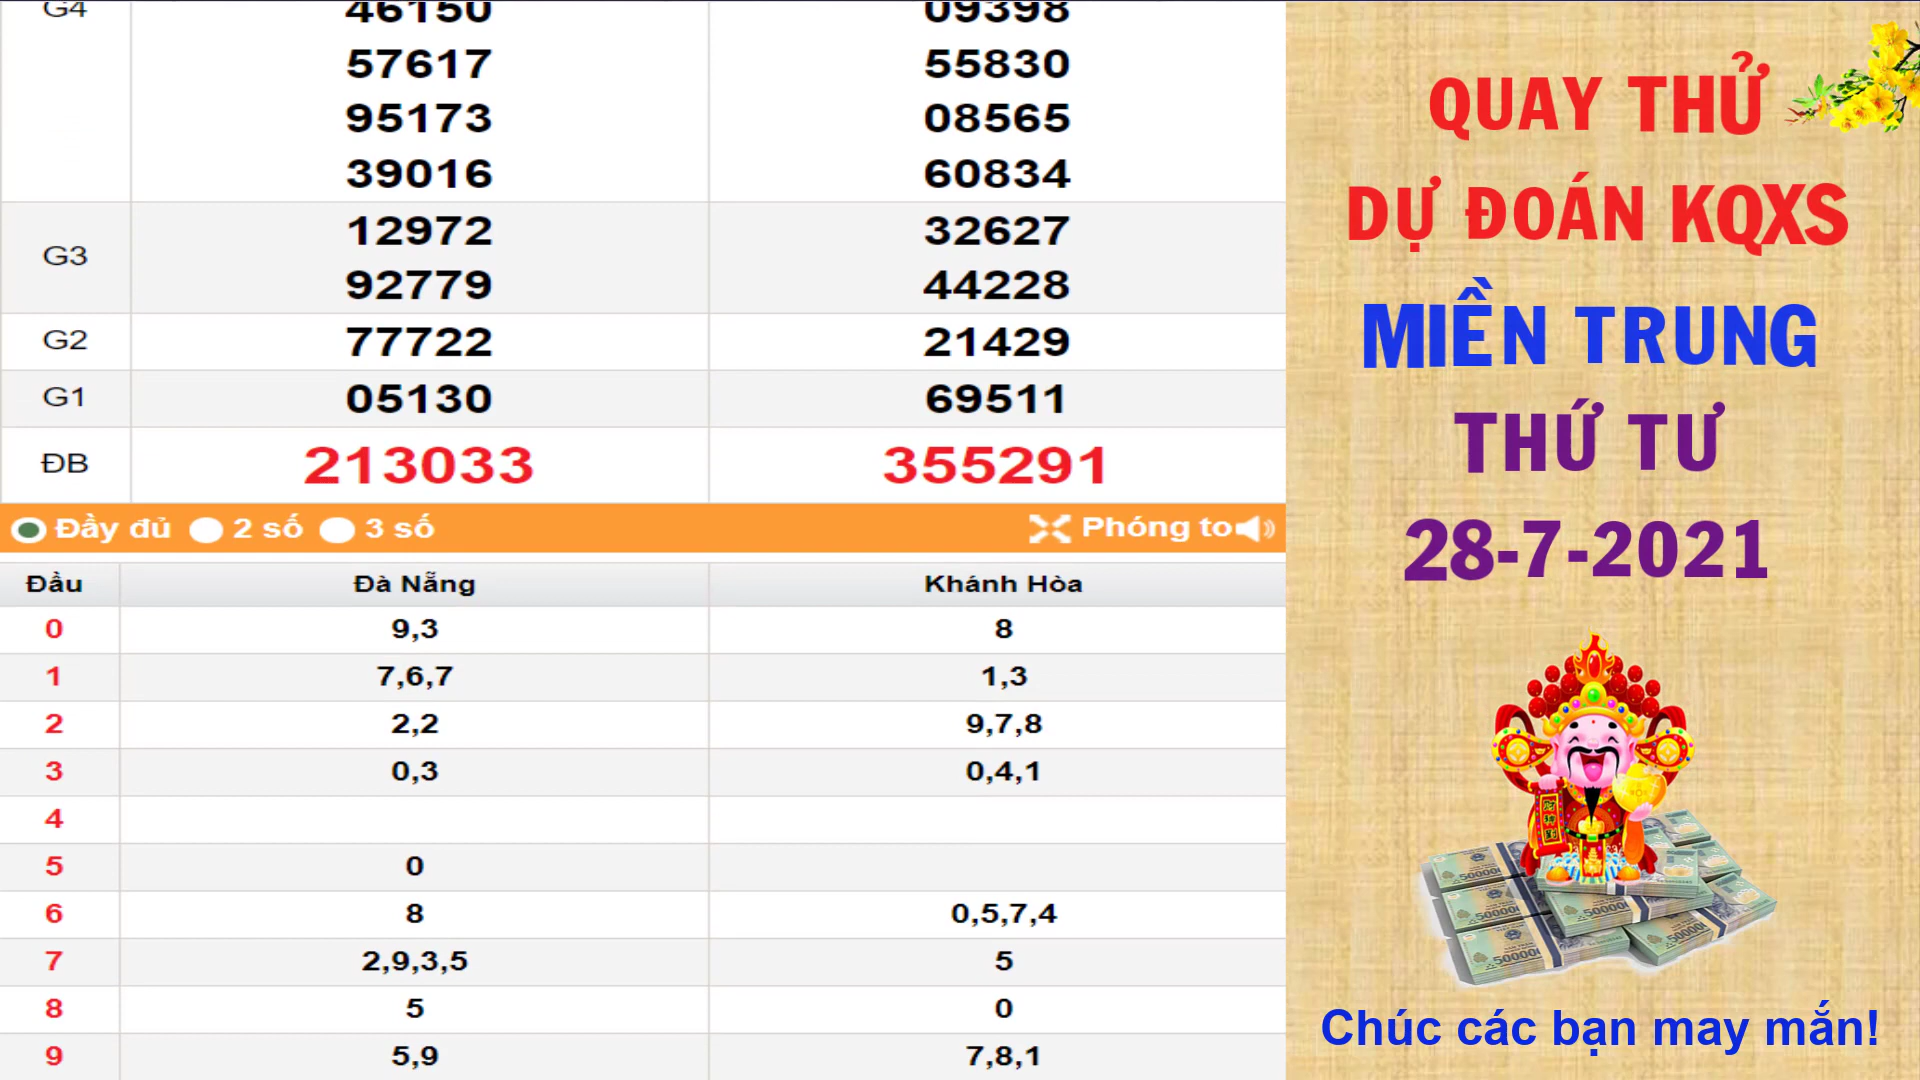 G4 46150 09398
57617 55830
95173 08565
39016 60834
G3 12972 32627
92779 44228
G2 77722 21429
G1 05130 69511
ĐB 213033 355291
Đầy đủ 2 số 3 số Phóng to
Đầu Đà Nẵng Khánh Hòa
0 9,3 8
1 7,6,7 1,3
2 2,2 9,7,8
3 0,3 0,4,1
4
5 0
6 8 0,5,7,4
7 2,9,3,5 5
8 5 0
9 5,9 7,8,1
QUAY THỬ
DỰ ĐOÁN KQXS
MIỀN TRUNG
THỨ TƯ
28-7-2021
Chúc các bạn may mắn!